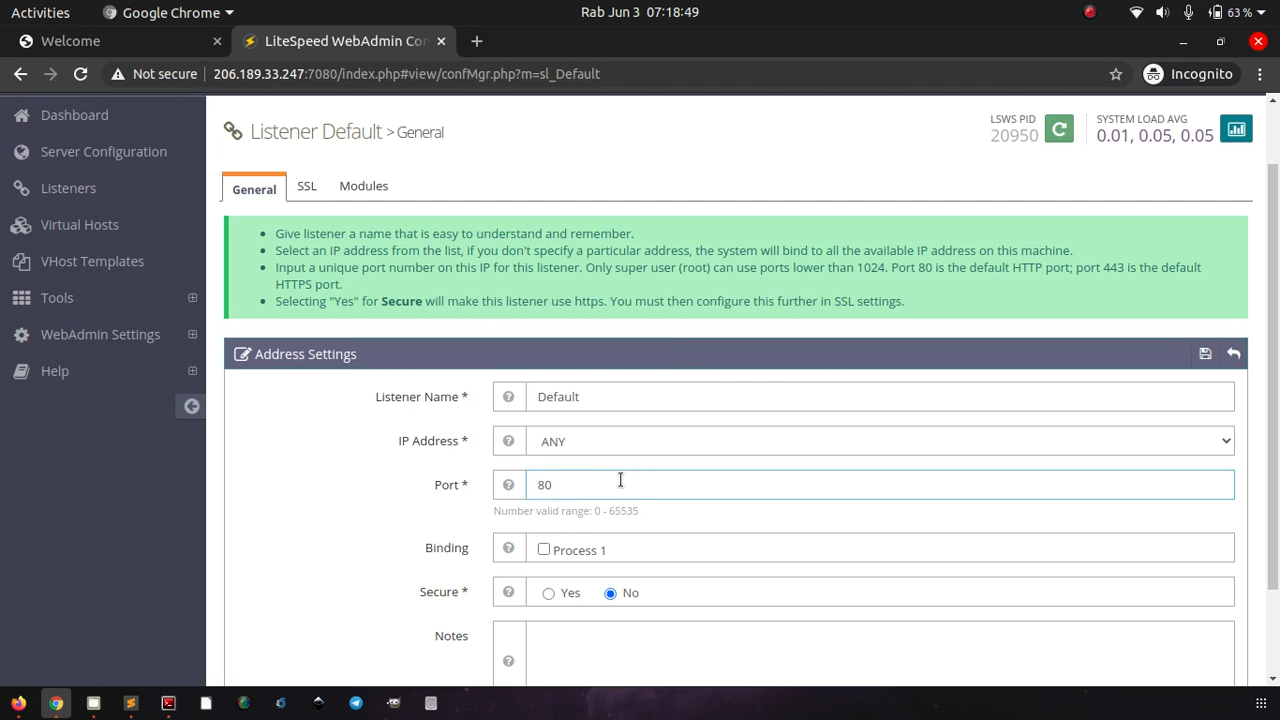 Activities
Google Chrome
Rab Jun 3 07:18:49
63 %
Welcome
LiteSpeed WebAdmin Con
Not secure
206.189.33.247:7080/index.php#view/confMgr.php?m=sl_Default
Incognito
Dashboard
Server Configuration
Listeners
Virtual Hosts
VHost Templates
Tools
WebAdmin Settings
Help
Listener Default > General
LSWS PID
20950
SYSTEM LOAD AVG
0.01, 0.05, 0.05
General
SSL
Modules
Give listener a name that is easy to understand and remember.
Select an IP address from the list, if you don't specify a particular address, the system will bind to all the available IP address on this machine.
Input a unique port number on this IP for this listener. Only super user (root) can use ports lower than 1024. Port 80 is the default HTTP port; port 443 is the default
HTTPS port.
Selecting "Yes" for Secure will make this listener use https. You must then configure this further in SSL settings.
Address Settings
Listener Name *
Default
IP Address *
ANY
Port *
80
Number valid range: 0 - 65535
Binding
Process 1
Secure *
Yes
No
Notes